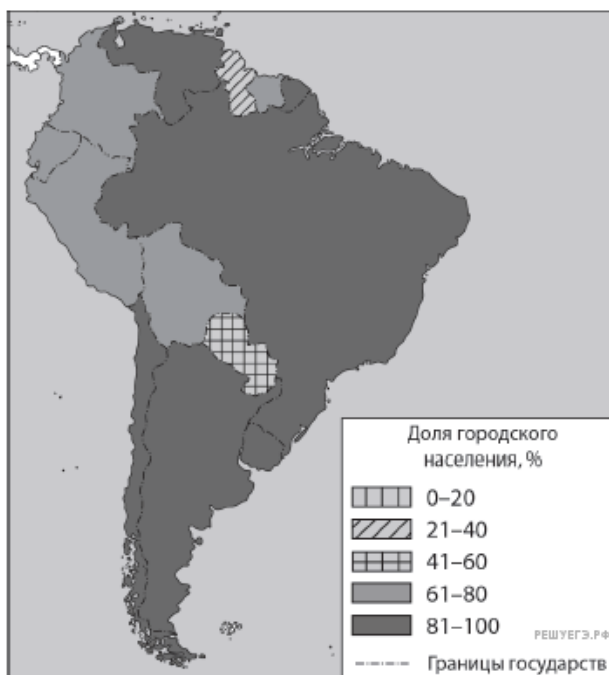 Доля городского
населения, %
0–20
21–40
41–60
61–80
81–100
РЕШУЕГЭ.РФ
Границы государств